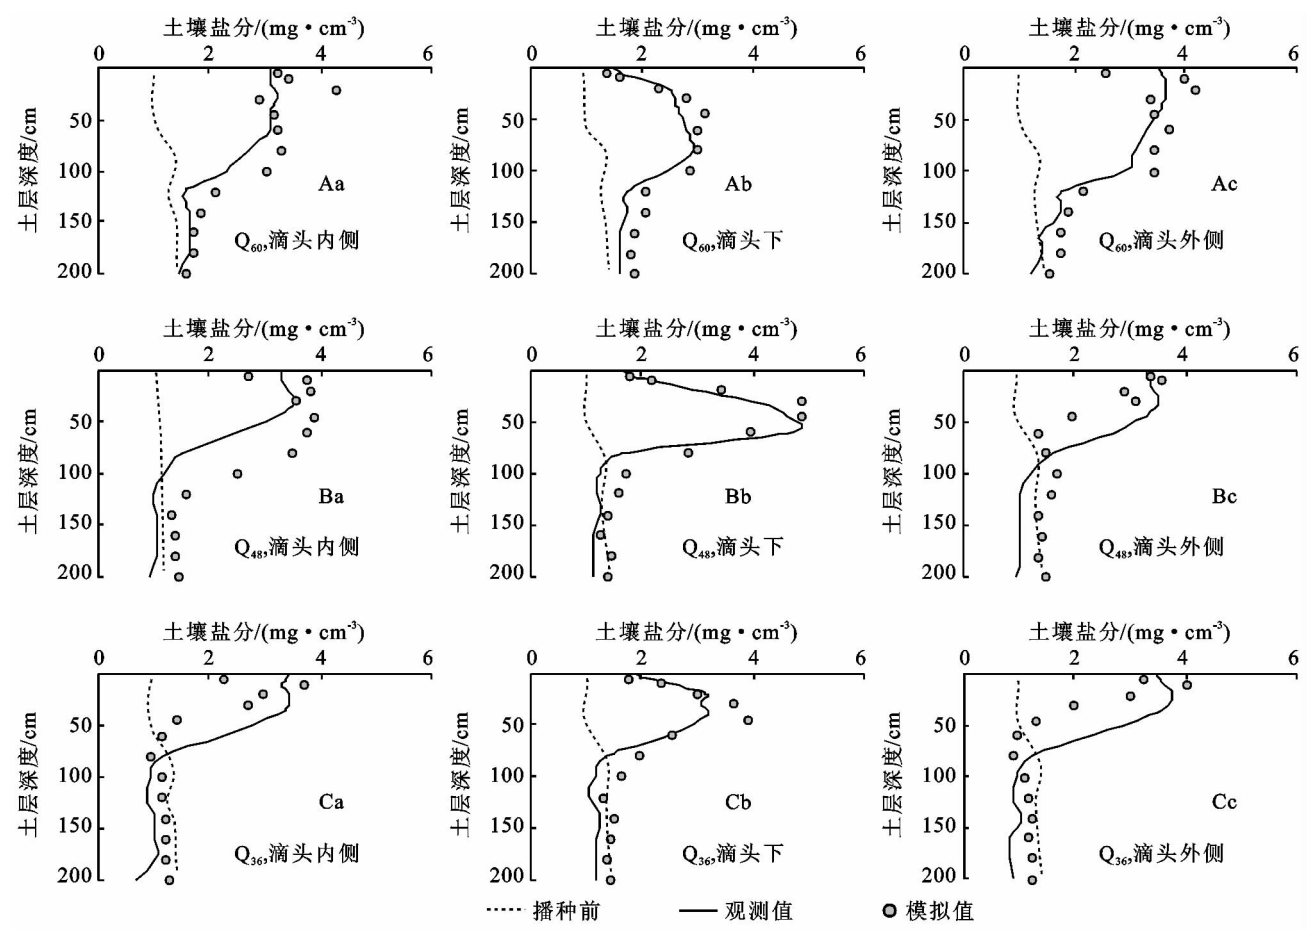 土壤盐分/(mg·cm⁻³) 土壤盐分/(mg·cm⁻³) 土壤盐分/(mg·cm⁻³)
0 2 4 6 0 2 4 6 0 2 4 6
土层深度/cm 土层深度/cm 土层深度/cm
50 50 50
100 100 100
Aa Ab Ac
150 150 150
Q₆₀,滴头内侧 Q₆₀,滴头下 Q₆₀,滴头外侧
200 200 200
土壤盐分/(mg·cm⁻³) 土壤盐分/(mg·cm⁻³) 土壤盐分/(mg·cm⁻³)
0 2 4 6 0 2 4 6 0 2 4 6
土层深度/cm 土层深度/cm 土层深度/cm
50 50 50
100 100 100
Ba Bb Bc
150 150 150
Q₄₈,滴头内侧 Q₄₈,滴头下 Q₄₈,滴头外侧
200 200 200
土壤盐分/(mg·cm⁻³) 土壤盐分/(mg·cm⁻³) 土壤盐分/(mg·cm⁻³)
0 2 4 6 0 2 4 6 0 2 4 6
土层深度/cm 土层深度/cm 土层深度/cm
50 50 50
100 100 100
Ca Cb Cc
150 150 150
Q₃₆,滴头内侧 Q₃₆,滴头下 Q₃₆,滴头外侧
200 200 200
播种前 观测值 模拟值